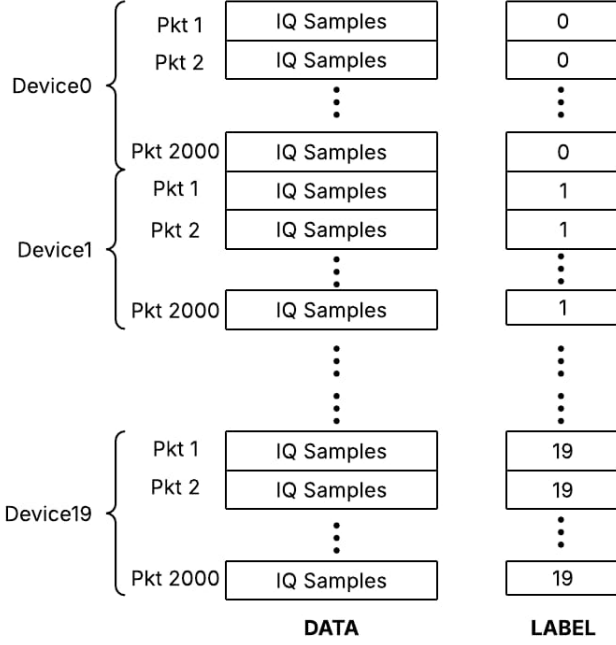 Pkt 1 IQ Samples 0
Pkt 2 IQ Samples 0
Device0
Pkt 2000 IQ Samples 0
Pkt 1 IQ Samples 1
Pkt 2 IQ Samples 1
Device1
Pkt 2000 IQ Samples 1
Pkt 1 IQ Samples 19
Pkt 2 IQ Samples 19
Device19
Pkt 2000 IQ Samples 19
DATA LABEL